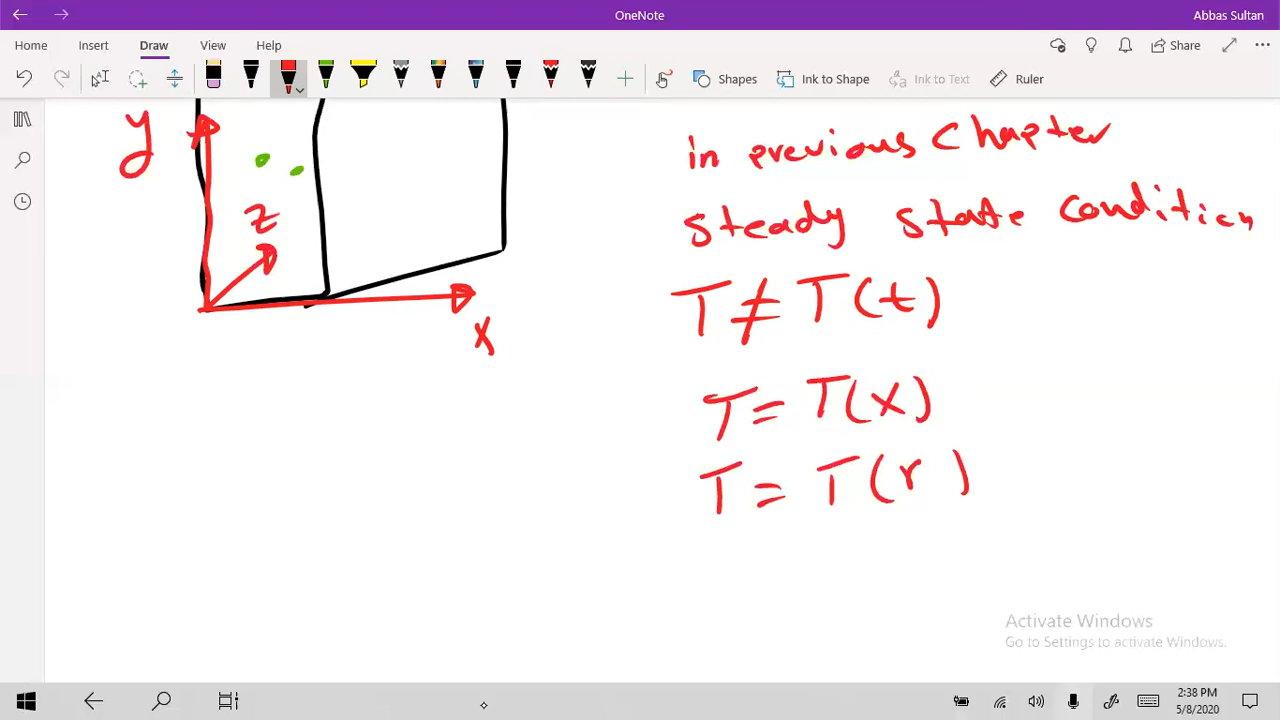 OneNote
Abbas Sultan
Home Insert Draw View Help
Share
Shapes Ink to Shape Ink to Text Ruler
y
z
x
in previous Chapter
steady state condition
T ≠ T(t)
T = T(x)
T = T(r )
Activate Windows
Go to Settings to activate Windows.
2:38 PM
5/8/2020